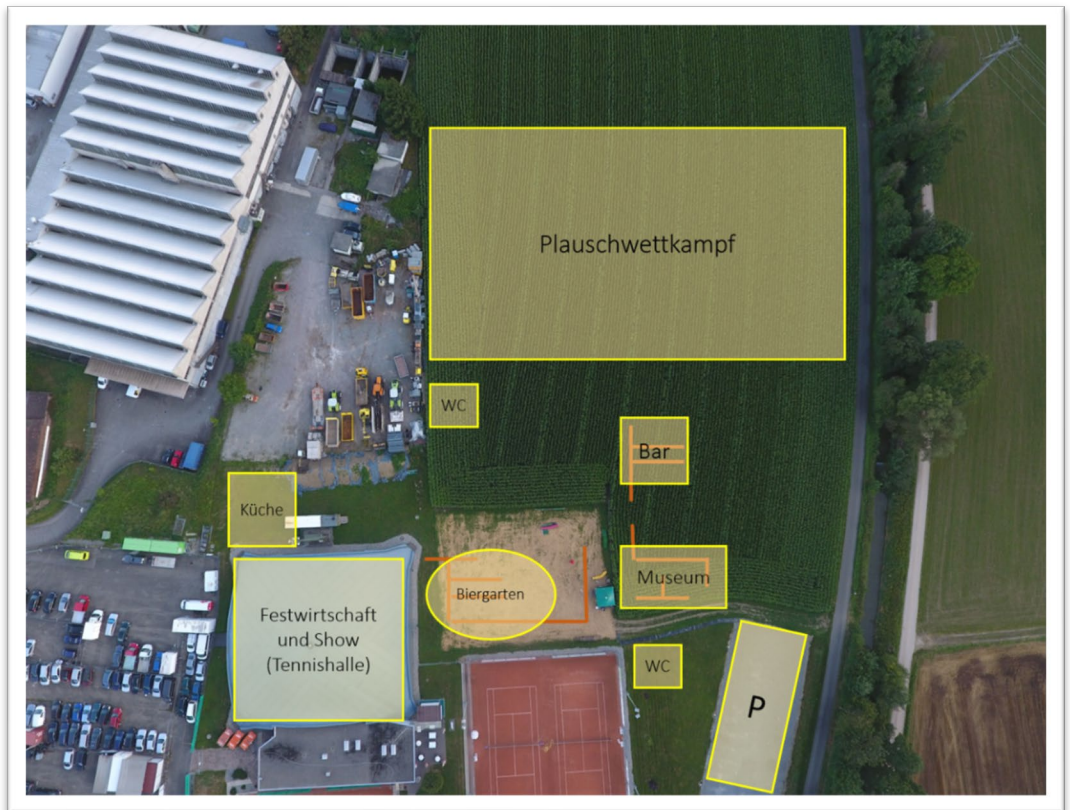 Plauschwettkampf
WC
Bar
Küche
Museum
Biergarten
Festwirtschaft
und Show
(Tennishalle)
WC
P